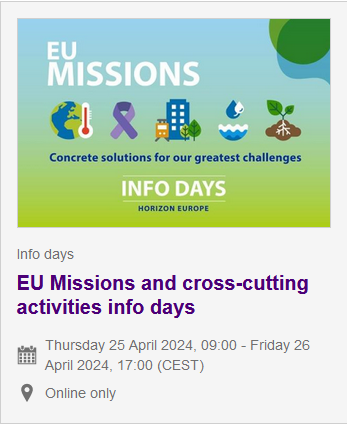 EU
MISSIONS
Concrete solutions for our greatest challenges
INFO DAYS
HORIZON EUROPE
Info days
EU Missions and cross-cutting
activities info days
Thursday 25 April 2024, 09:00 - Friday 26
April 2024, 17:00 (CEST)
Online only